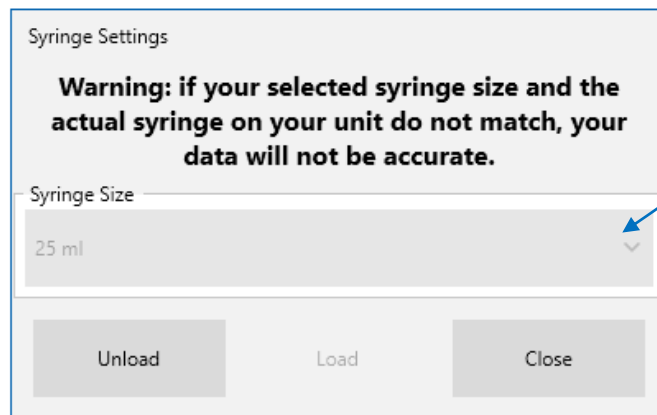 Syringe Settings
Warning: if your selected syringe size and the
actual syringe on your unit do not match, your
data will not be accurate.
Syringe Size
25 ml
Unload Load Close